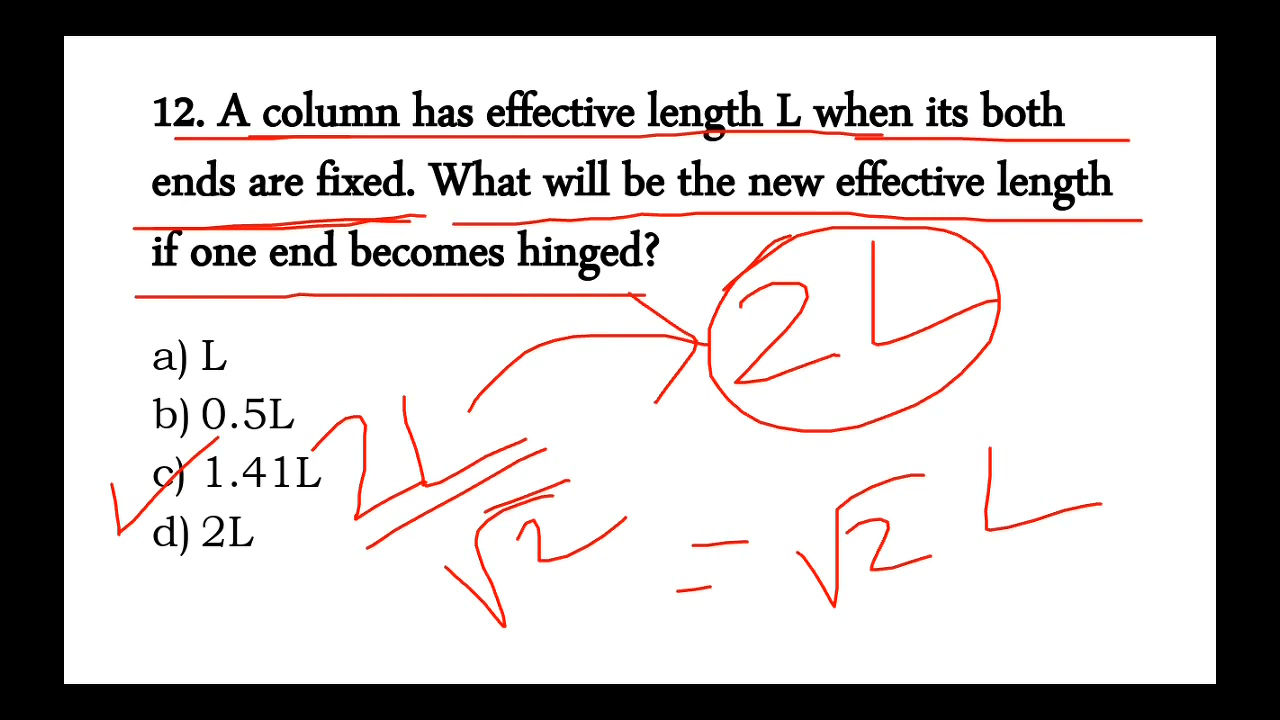 12. A column has effective length L when its both
ends are fixed. What will be the new effective length
if one end becomes hinged?
2L
a) L
b) 0.5L
c) 1.41L
2L
d) 2L
√2
= √2 L